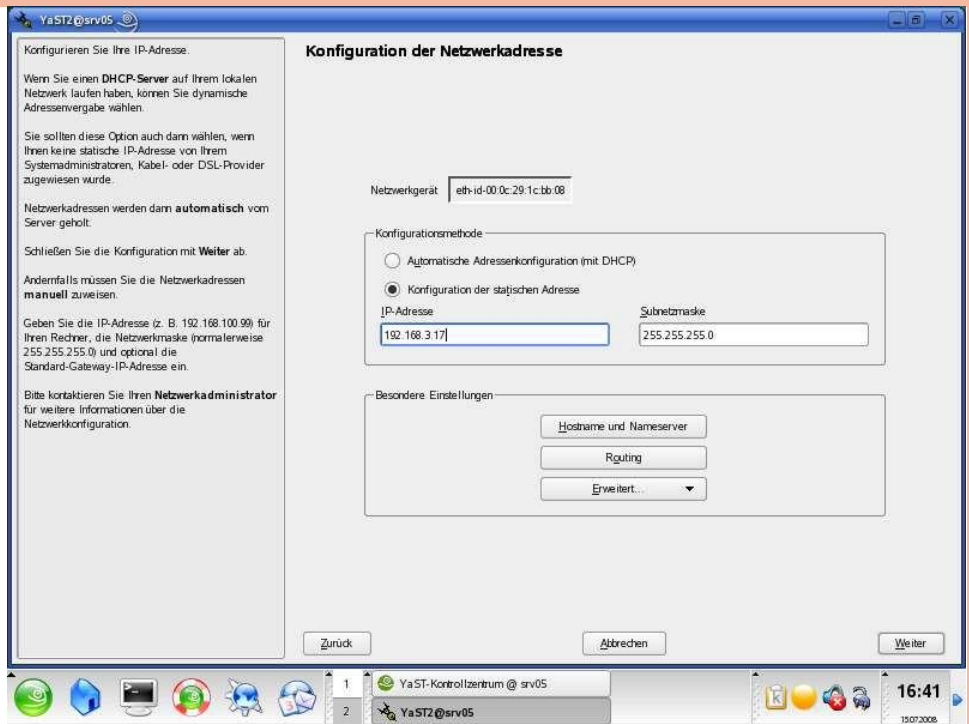 YaST2@srv05
Konfigurieren Sie Ihre IP-Adresse.
Wenn Sie einen DHCP-Server auf Ihrem lokalen
Netzwerk laufen haben, können Sie dynamische
Adressenvergabe wählen.
Sie sollten diese Option auch dann wählen, wenn
Ihnen keine statische IP-Adresse von Ihrem
Systemadministratoren, Kabel- oder DSL-Provider
zugewiesen wurde.
Netzwerkadressen werden dann automatisch vom
Server geholt.
Schließen Sie die Konfiguration mit Weiter ab.
Andernfalls müssen Sie die Netzwerkadressen
manuell zuweisen.
Geben Sie die IP-Adresse (z. B. 192.168.100.99) für
Ihren Rechner, die Netzwerkmaske (normalerweise
255.255.255.0) und optional die
Standard-Gateway-IP-Adresse ein.
Bitte kontaktieren Sie Ihren Netzwerkadministrator
für weitere Informationen über die
Netzwerkkonfiguration.
Konfiguration der Netzwerkadresse
Netzwerkgerät eth-id-00:0c:29:1c:bb:08
Konfigurationsmethode
Automatische Adressenkonfiguration (mit DHCP)
Konfiguration der statischen Adresse
IP-Adresse Subnetzmaske
192.168.3.17 255.255.255.0
Besondere Einstellungen
Hostname und Nameserver
Routing
Erweitert...
Zurück Abbrechen Weiter
1 YaST-Kontrollzentrum @ srv05
2 YaST2@srv05
16:41
15.07.2008